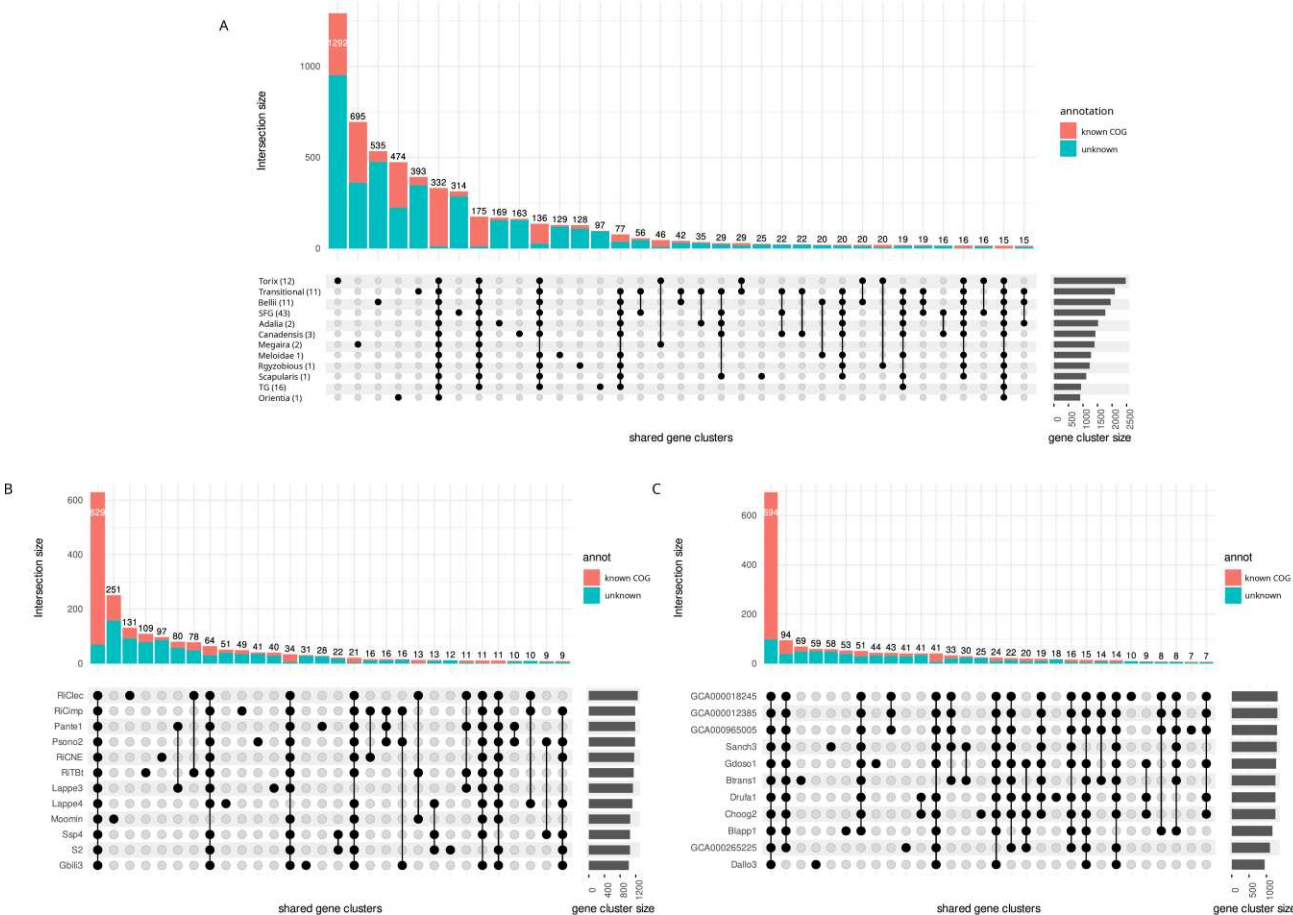 A
1292
695
535
474
393
332
314
175
169
163
136
129
128
97
77
56
46
42
35
29
29
25
22
22
20
20
20
20
19
19
16
16
16
15
15
1000
500
0
Intersection size
annotation
known COG
unknown
Torix (12)
Transitional (11)
Bellii (11)
SFG (43)
Adalia (2)
Canadensis (3)
Megaira (2)
Meloidae 1)
Rgyzobious (1)
Scapularis (1)
TG (16)
Orientia (1)
0
500
1000
1500
2000
2500
shared gene clusters
gene cluster size
B
629
251
131
109
97
80
78
64
51
49
41
40
34
31
28
22
21
16
16
16
13
13
12
11
11
11
10
10
9
9
600
400
200
0
Intersection size
annot
known COG
unknown
RiClec
RiCimp
Pante1
Psono2
RiCNE
RiTBt
Lappe3
Lappe4
Moomin
Ssp4
S2
Gbili3
0
400
800
1200
shared gene clusters
gene cluster size
C
694
94
69
59
58
53
51
44
43
41
41
41
33
30
25
24
22
20
19
18
16
15
14
14
10
9
8
8
7
7
600
400
200
0
Intersection size
annot
known COG
unknown
GCA000018245
GCA000012385
GCA000965005
Sanch3
Gdoso1
Btrans1
Drufa1
Choog2
Blapp1
GCA000265225
Dallo3
0
500
1000
shared gene clusters
gene cluster size